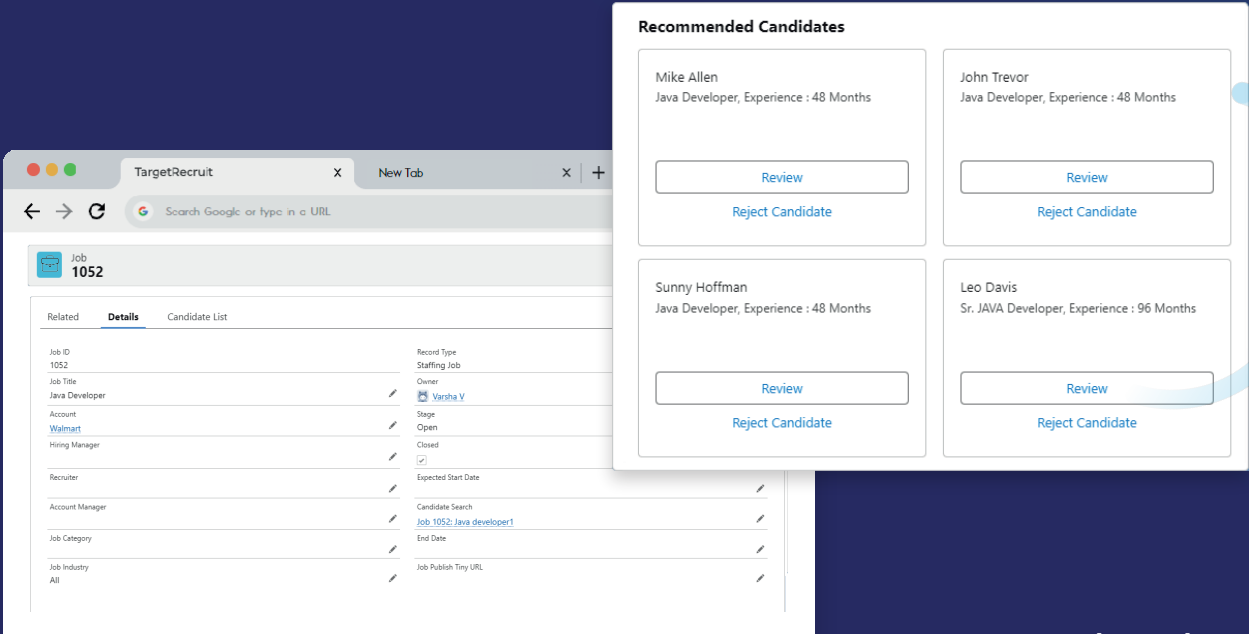 Recommended Candidates
Mike Allen
Java Developer, Experience : 48 Months
Review
Reject Candidate
John Trevor
Java Developer, Experience : 48 Months
Review
Reject Candidate
Sunny Hoffman
Java Developer, Experience : 48 Months
Review
Reject Candidate
Leo Davis
Sr. JAVA Developer, Experience : 96 Months
Review
Reject Candidate
TargetRecruit X
New Tab X +
Search Google or type in a URL
Job
1052
Related Details Candidate List
Job ID
1052
Job Title
Java Developer
Account
Walmart
Hiring Manager
Recruiter
Account Manager
Job Category
Job Industry
All
Record Type
Staffing Job
Owner
Varsha V
Stage
Open
Closed
Expected Start Date
Candidate Search
Job 1052: Java developer1
End Date
Job Publish Tiny URL